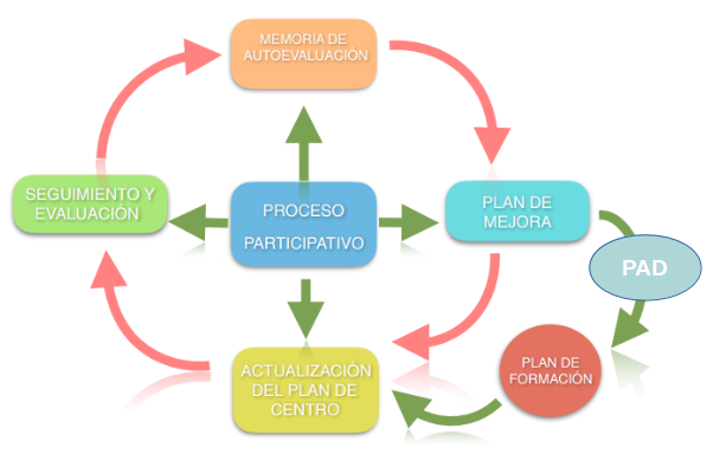 MEMORIA DE
AUTOEVALUACIÓN
SEGUIMIENTO Y
EVALUACIÓN
PROCESO
PARTICIPATIVO
PLAN DE
MEJORA
PAD
PLAN DE
FORMACIÓN
ACTUALIZACIÓN
DEL PLAN DE
CENTRO